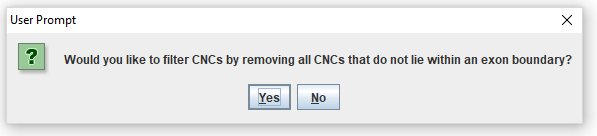 User Prompt
Would you like to filter CNCs by removing all CNCs that do not lie within an exon boundary?
Yes No